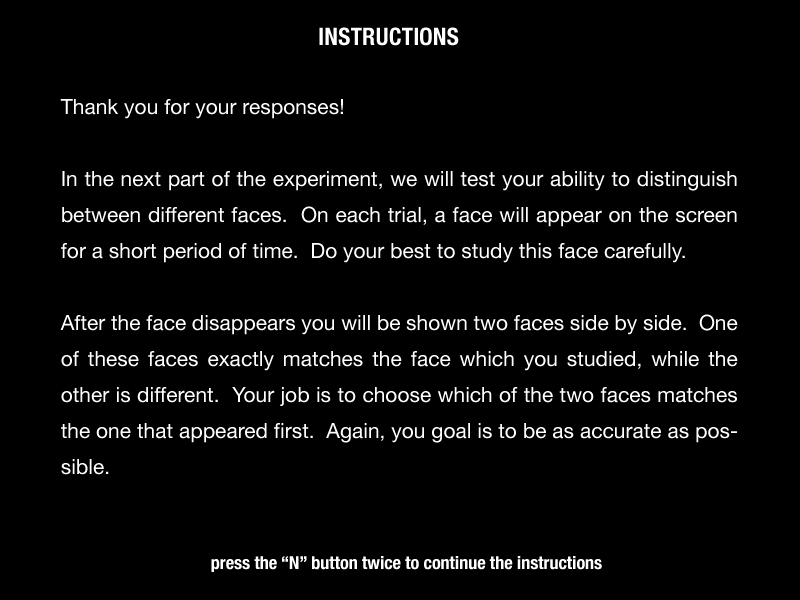 INSTRUCTIONS
Thank you for your responses!
In the next part of the experiment, we will test your ability to distinguish
between different faces.  On each trial, a face will appear on the screen
for a short period of time.  Do your best to study this face carefully.
After the face disappears you will be shown two faces side by side.  One
of these faces exactly matches the face which you studied, while the
other is different.  Your job is to choose which of the two faces matches
the one that appeared first.  Again, you goal is to be as accurate as pos-
sible.
press the “N” button twice to continue the instructions